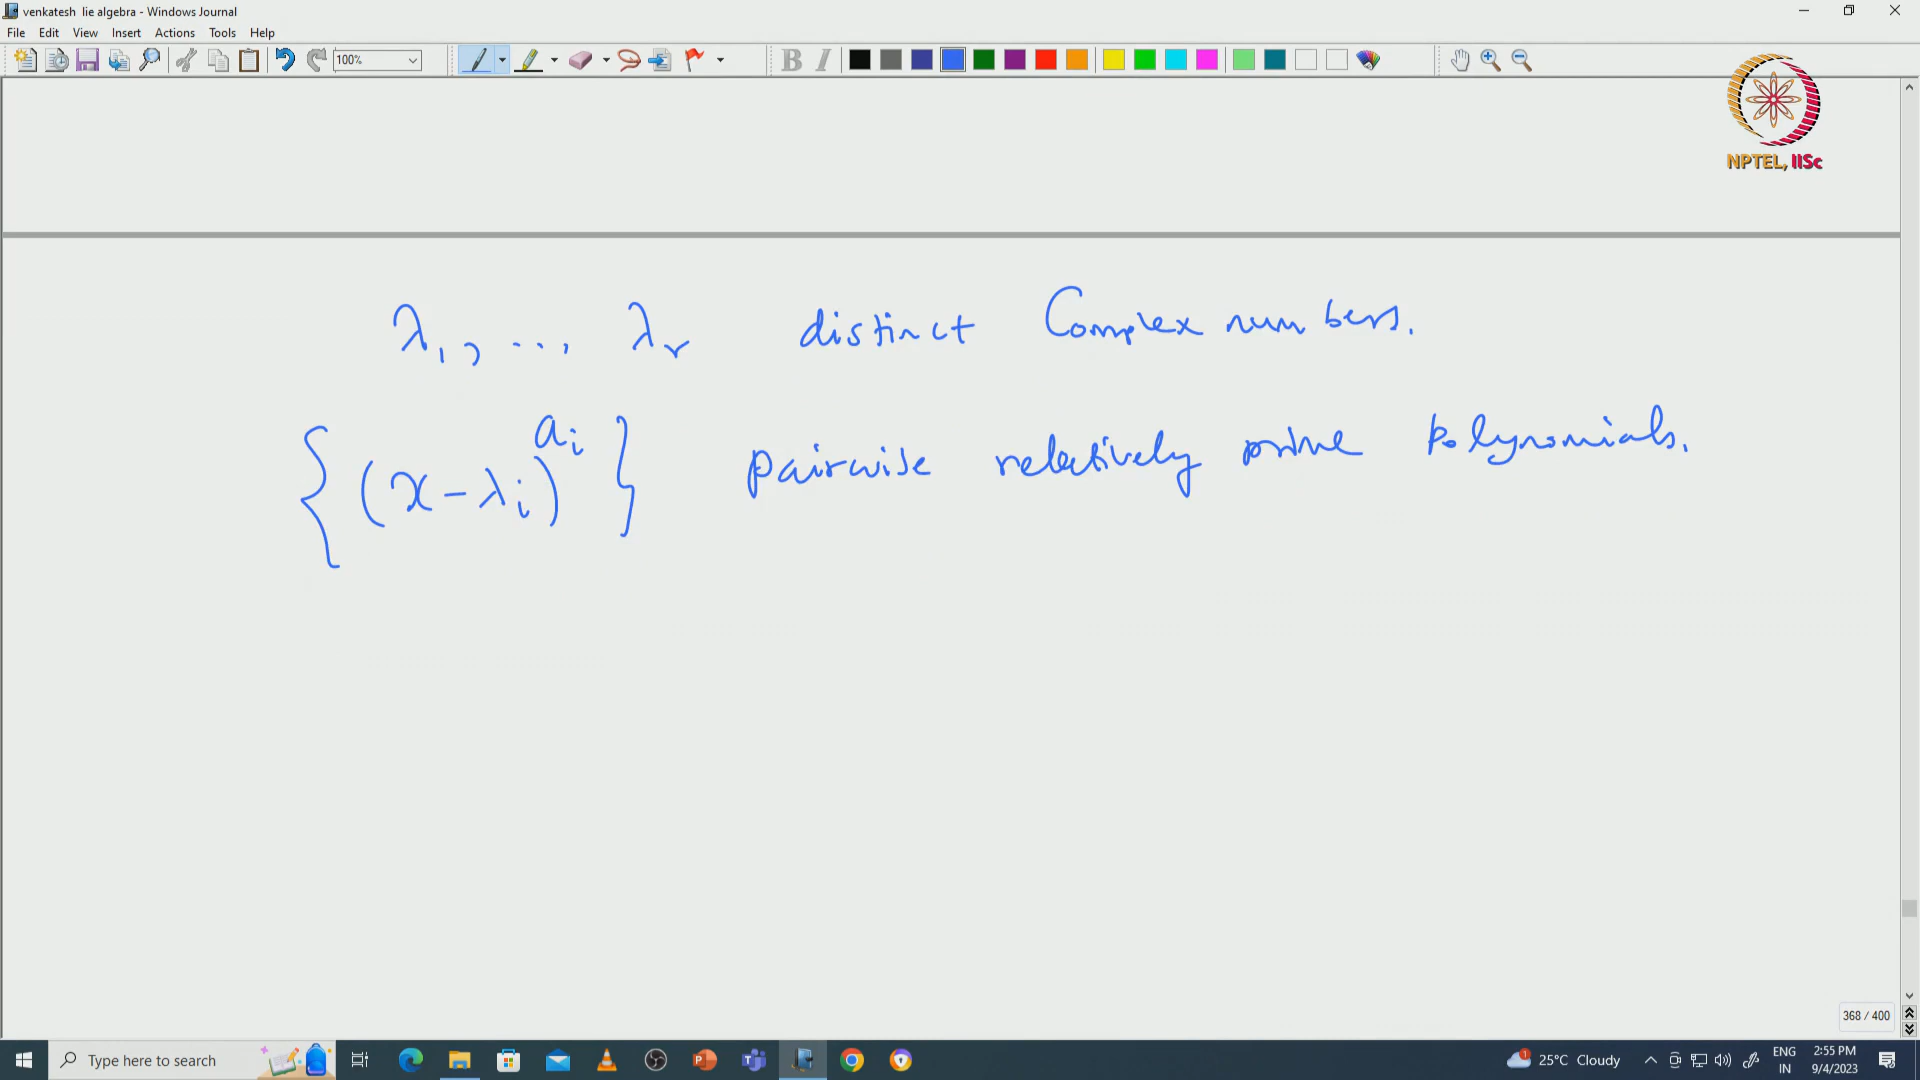 venkatesh lie algebra - Windows Journal
File Edit View Insert Actions Tools Help
100%
B I
NPTEL, IISc
λ₁, ..., λᵣ distinct Complex numbers.
{(x - λᵢ)^{aᵢ}} pairwise relatively prime polynomials.
368 / 400
Type here to search
25°C Cloudy
ENG
IN
2:55 PM
9/4/2023